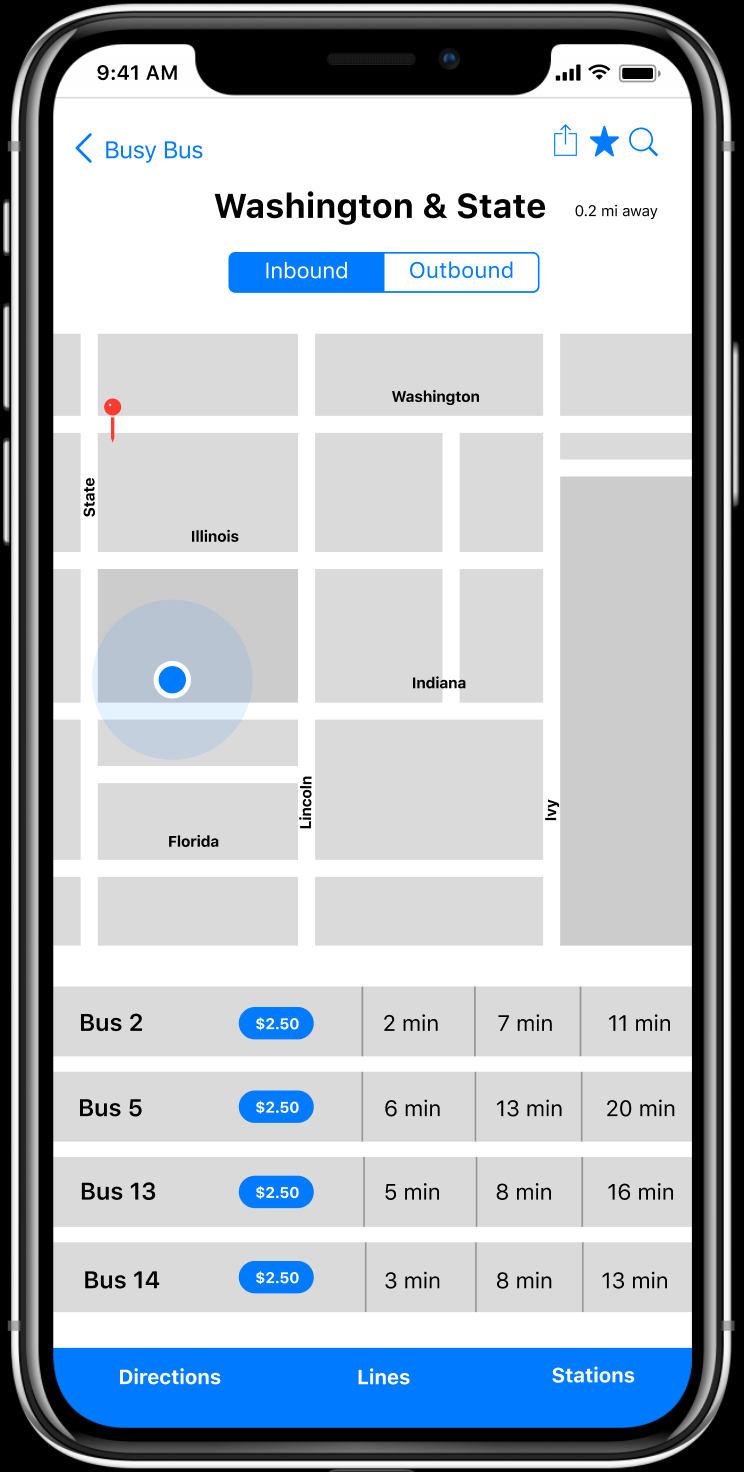 9:41 AM
Busy Bus
Washington & State
0.2 mi away
Inbound Outbound
Washington
State
Illinois
Indiana
Lincoln
Ivy
Florida
Bus 2 $2.50 2 min 7 min 11 min
Bus 5 $2.50 6 min 13 min 20 min
Bus 13 $2.50 5 min 8 min 16 min
Bus 14 $2.50 3 min 8 min 13 min
Directions Lines Stations